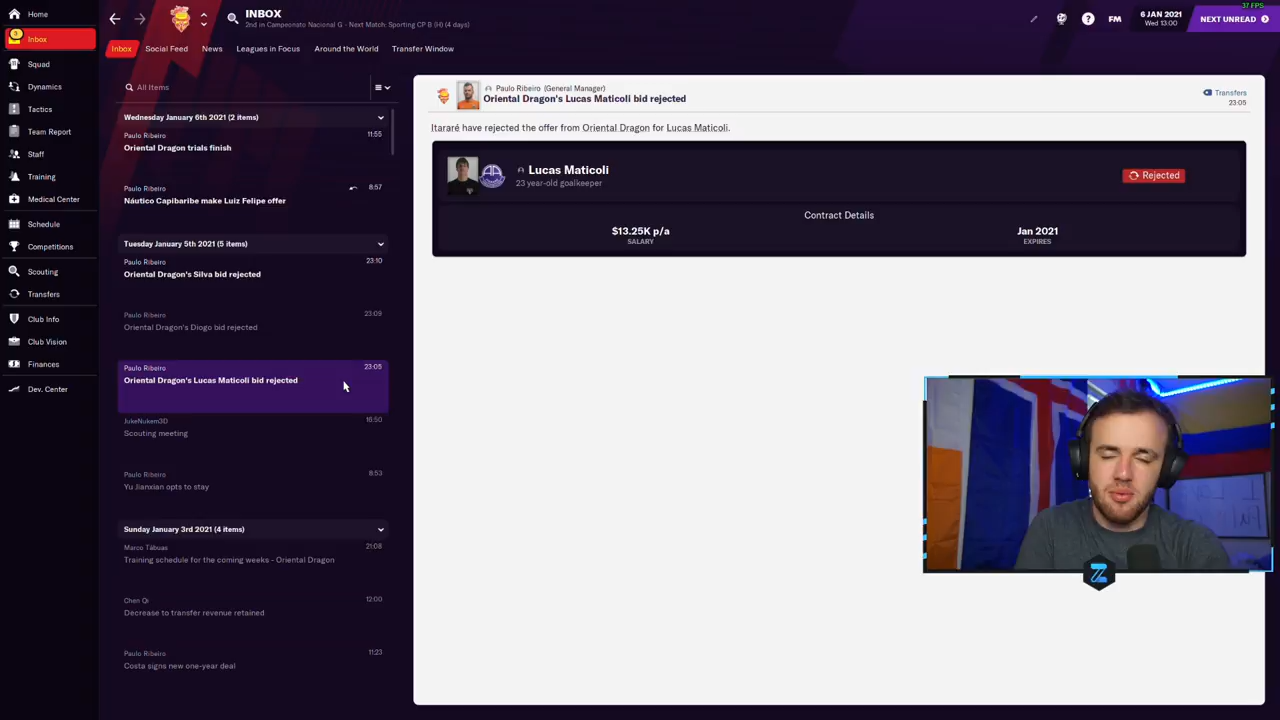 37 FPS
Home
INBOX
2nd in Campeonato Nacional G - Next Match: Sporting CP B (H) (4 days)
FM
6 JAN 2021
Wed 13:00
NEXT UNREAD
3
Inbox
Inbox
Social Feed
News
Leagues in Focus
Around the World
Transfer Window
Squad
Dynamics
Tactics
Team Report
Staff
Training
Medical Center
Schedule
Competitions
Scouting
Transfers
Club Info
Club Vision
Finances
Dev. Center
All Items
Wednesday January 6th 2021 (2 items)
Paulo Ribeiro
11:55
Oriental Dragon trials finish
Paulo Ribeiro
8:57
Náutico Capibaribe make Luiz Felipe offer
Tuesday January 5th 2021 (5 items)
Paulo Ribeiro
23:10
Oriental Dragon's Silva bid rejected
Paulo Ribeiro
23:09
Oriental Dragon's Diogo bid rejected
Paulo Ribeiro
23:05
Oriental Dragon's Lucas Maticoli bid rejected
JukeNukem3D
16:50
Scouting meeting
Paulo Ribeiro
8:53
Yu Jianxian opts to stay
Sunday January 3rd 2021 (4 items)
Marco Tábuas
21:08
Training schedule for the coming weeks - Oriental Dragon
Chen Qi
12:00
Decrease to transfer revenue retained
Paulo Ribeiro
11:23
Costa signs new one-year deal
Paulo Ribeiro (General Manager)
Oriental Dragon's Lucas Maticoli bid rejected
Transfers
23:05
Itararé have rejected the offer from Oriental Dragon for Lucas Maticoli.
Lucas Maticoli
23 year-old goalkeeper
Rejected
Contract Details
$13.25K p/a
SALARY
Jan 2021
EXPIRES